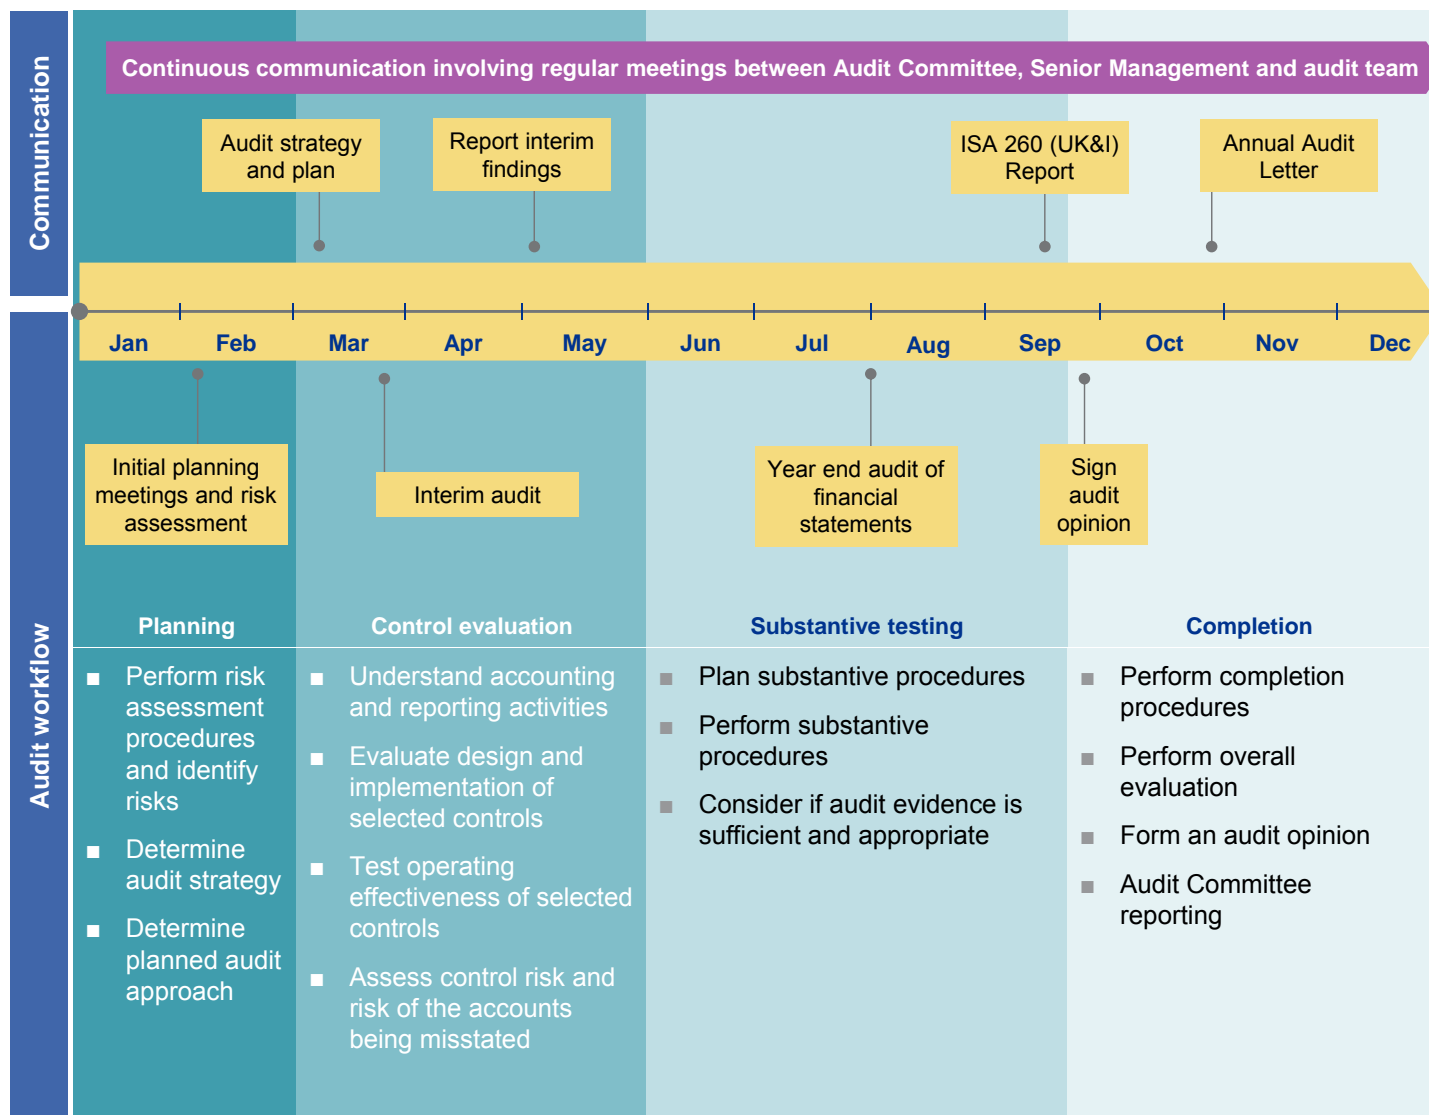 Communication
Continuous communication involving regular meetings between Audit Committee, Senior Management and audit team
Audit strategy
and plan
Report interim
findings
ISA 260 (UK&I)
Report
Annual Audit
Letter
Jan
Feb
Mar
Apr
May
Jun
Jul
Aug
Sep
Oct
Nov
Dec
Audit workflow
Initial planning
meetings and risk
assessment
Interim audit
Year end audit of
financial
statements
Sign
audit
opinion
Planning
■ Perform risk
assessment
procedures
and identify
risks
■ Determine
audit strategy
■ Determine
planned audit
approach
Control evaluation
■ Understand accounting
and reporting activities
■ Evaluate design and
implementation of
selected controls
■ Test operating
effectiveness of selected
controls
■ Assess control risk and
risk of the accounts
being misstated
Substantive testing
■ Plan substantive procedures
■ Perform substantive
procedures
■ Consider if audit evidence is
sufficient and appropriate
Completion
■ Perform completion
procedures
■ Perform overall
evaluation
■ Form an audit opinion
■ Audit Committee
reporting